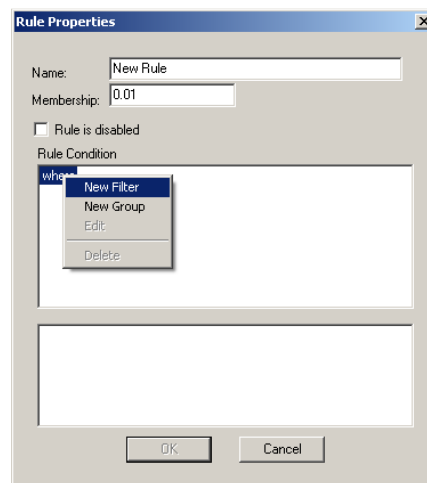 Rule Properties
Name: New Rule
Membership: 0.01
Rule is disabled
Rule Condition
where
New Filter
New Group
Edit
Delete
OK Cancel